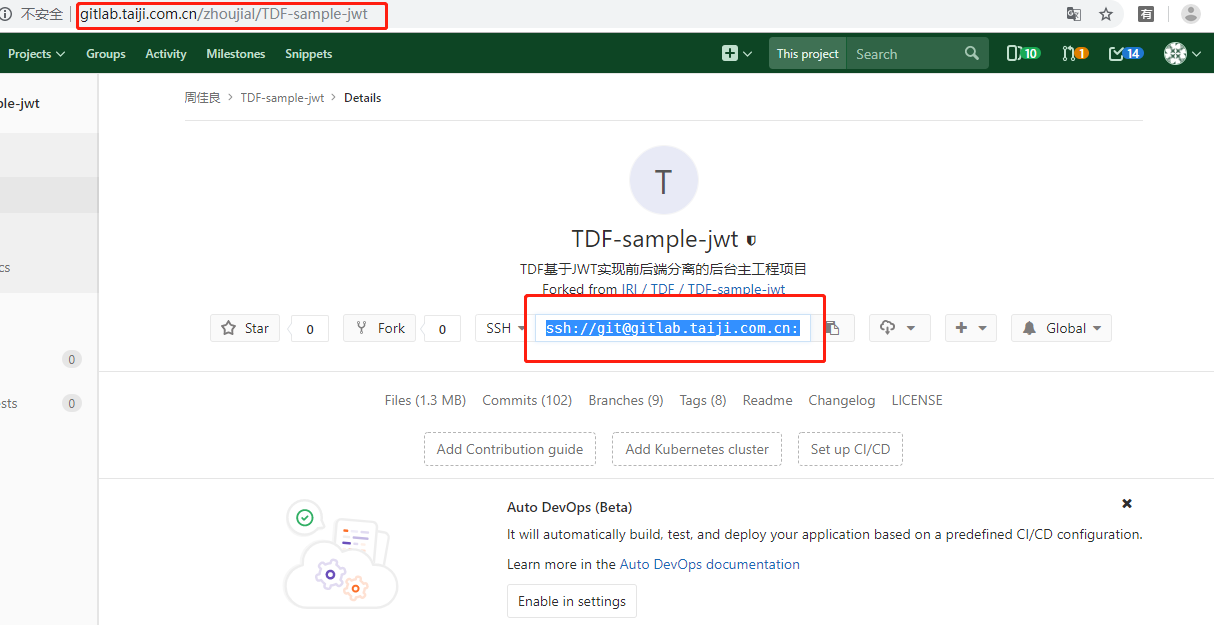 不安全 gitlab.taiji.com.cn/zhoujial/TDF-sample-jwt 有
Projects Groups Activity Milestones Snippets This project Search 10 1 14
ple-jwt 周佳良 > TDF-sample-jwt > Details
T
TDF-sample-jwt
TDF基于JWT实现前后端分离的后台主工程项目
Forked from IRI / TDF / TDF-sample-jwt
cs
Star 0 Fork 0 SSH ssh://git@gitlab.taiji.com.cn: Global
0
sts 0
Files (1.3 MB) Commits (102) Branches (9) Tags (8) Readme Changelog LICENSE
Add Contribution guide Add Kubernetes cluster Set up CI/CD
Auto DevOps (Beta)
It will automatically build, test, and deploy your application based on a predefined CI/CD configuration.
Learn more in the Auto DevOps documentation
Enable in settings